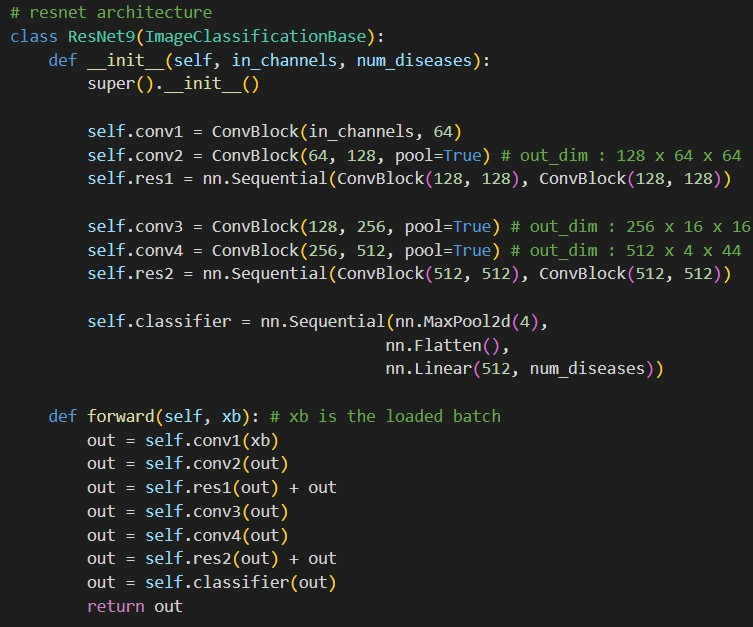 # resnet architecture
class ResNet9(ImageClassificationBase):
    def __init__(self, in_channels, num_diseases):
        super().__init__()

        self.conv1 = ConvBlock(in_channels, 64)
        self.conv2 = ConvBlock(64, 128, pool=True) # out_dim : 128 x 64 x 64
        self.res1 = nn.Sequential(ConvBlock(128, 128), ConvBlock(128, 128))

        self.conv3 = ConvBlock(128, 256, pool=True) # out_dim : 256 x 16 x 16
        self.conv4 = ConvBlock(256, 512, pool=True) # out_dim : 512 x 4 x 44
        self.res2 = nn.Sequential(ConvBlock(512, 512), ConvBlock(512, 512))

        self.classifier = nn.Sequential(nn.MaxPool2d(4),
                                       nn.Flatten(),
                                       nn.Linear(512, num_diseases))

    def forward(self, xb): # xb is the loaded batch
        out = self.conv1(xb)
        out = self.conv2(out)
        out = self.res1(out) + out
        out = self.conv3(out)
        out = self.conv4(out)
        out = self.res2(out) + out
        out = self.classifier(out)
        return out